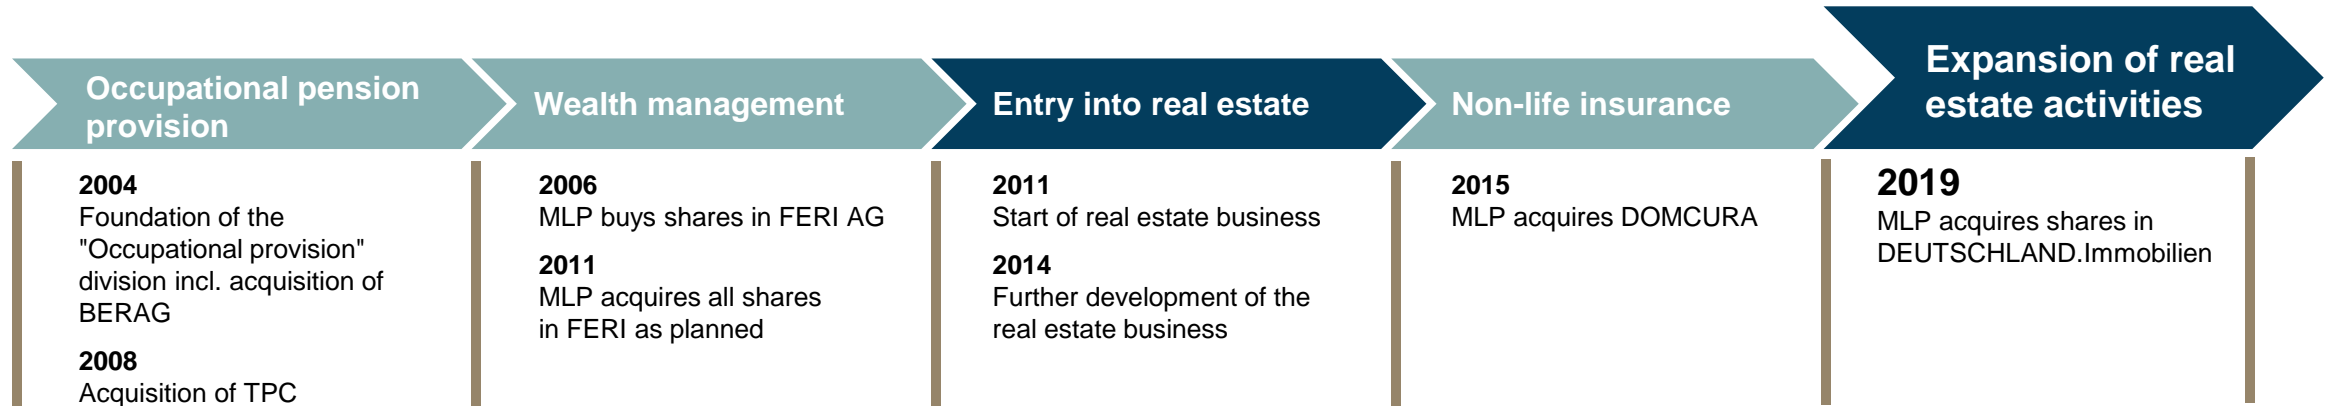 Occupational pension
provision
Wealth management
Entry into real estate
Non-life insurance
Expansion of real
estate activities
2004
Foundation of the
"Occupational provision"
division incl. acquisition of
BERAG
2008
Acquisition of TPC
2006
MLP buys shares in FERI AG
2011
MLP acquires all shares
in FERI as planned
2011
Start of real estate business
2014
Further development of the
real estate business
2015
MLP acquires DOMCURA
2019
MLP acquires shares in
DEUTSCHLAND.Immobilien